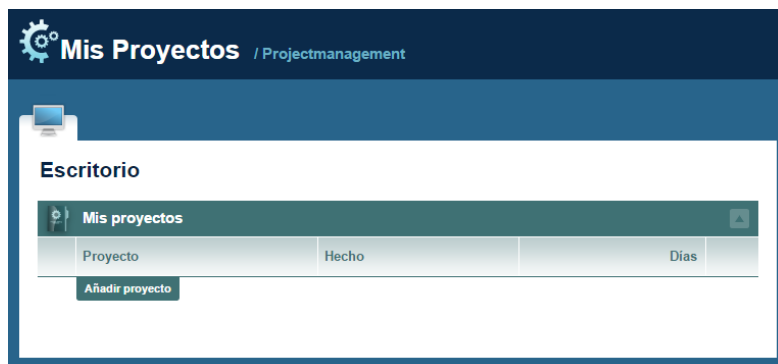 Mis Proyectos / Projectmanagement
Escritorio
Mis proyectos
Proyecto Hecho Días
Añadir proyecto